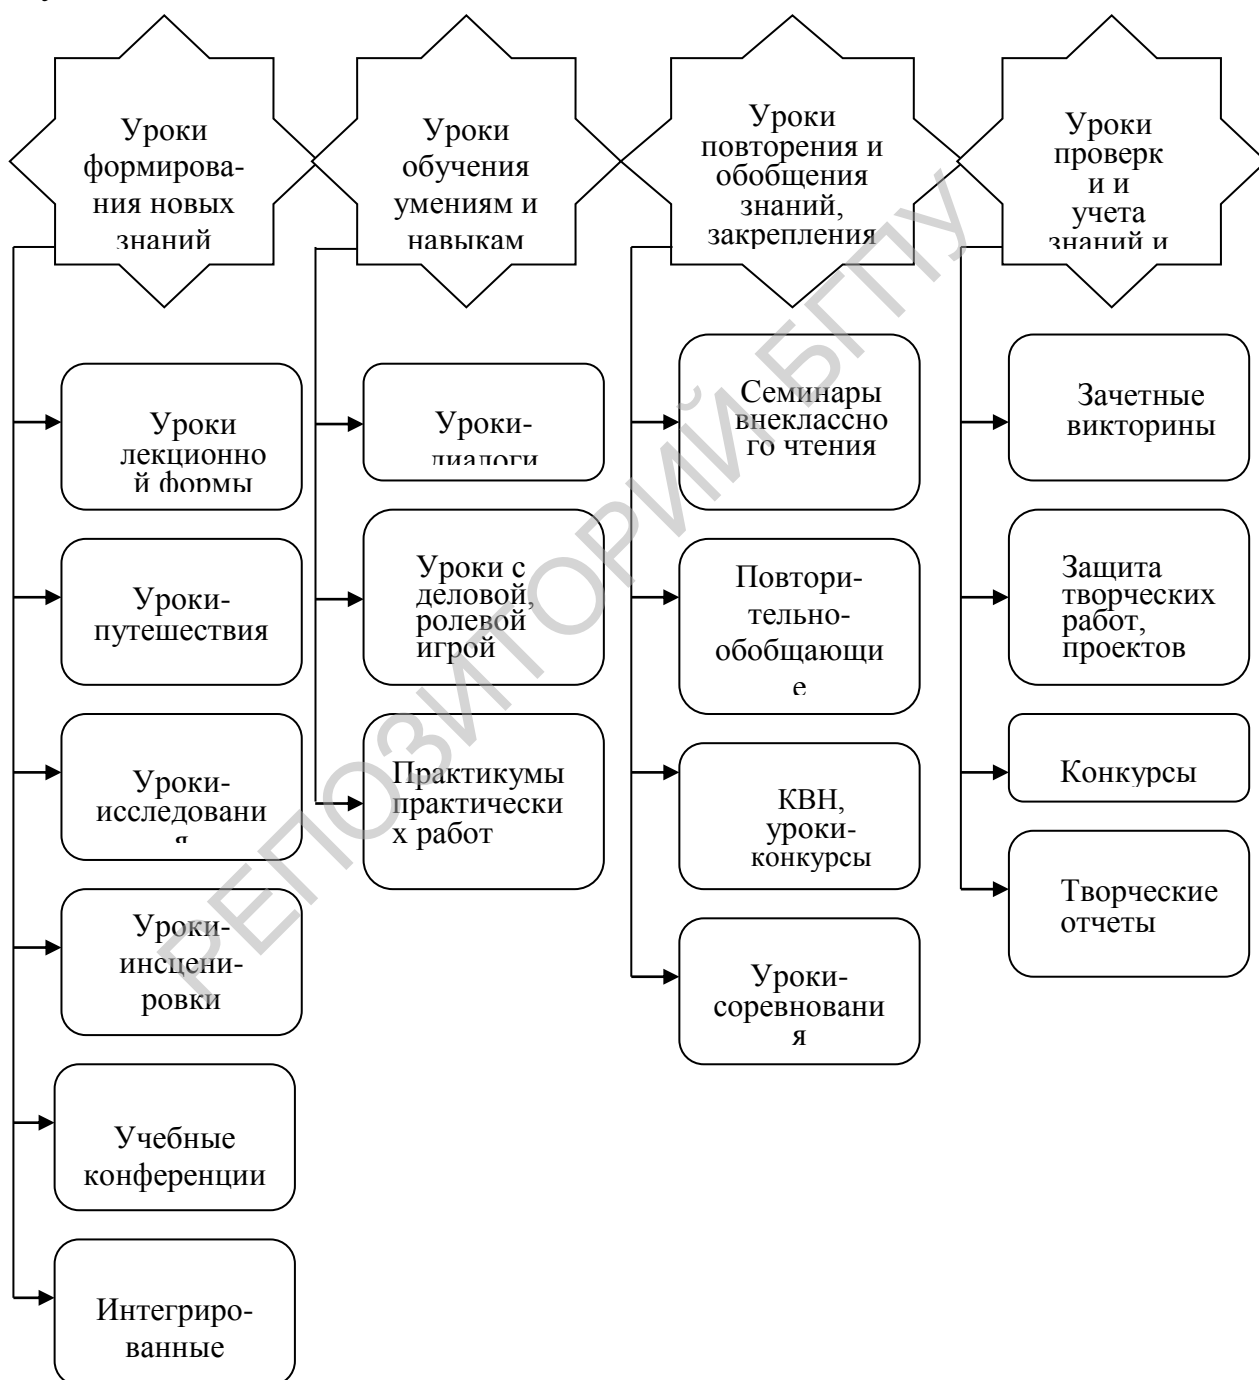 Уроки
формирова-
ния новых
знаний
Уроки
обучения
умениям и
навыкам
Уроки
повторения и
обобщения
знаний,
закрепления
Уроки
проверк
и и
учета
знаний и
Уроки
лекционно
й формы
Уроки-
путешествия
Уроки-
исследовани
я
Уроки-
инсцени-
ровки
Учебные
конференции
Интегриро-
ванные
Уроки-
диалоги
Уроки с
деловой,
ролевой
игрой
Практикумы
практически
х работ
Семинары
внеклассно
го чтения
Повтори-
тельно-
обобщающи
е
КВН,
уроки-
конкурсы
Уроки-
соревновани
я
Зачетные
викторины
Защита
творческих
работ,
проектов
Конкурсы
Творческие
отчеты
РЕПОЗИТОРИЙ БГПУ